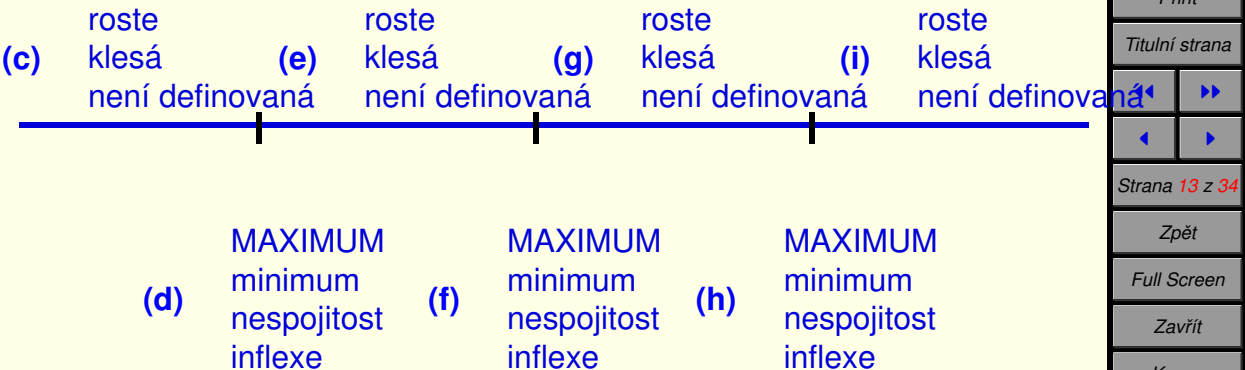 roste roste roste roste
(c) klesá (e) klesá (g) klesá (i) klesá
není definovaná není definovaná není definovaná není definovaná
MAXIMUM MAXIMUM MAXIMUM
minimum minimum minimum
(d) (f) (h)
nespojitost nespojitost nespojitost
inflexe inflexe inflexe
Print
Titulní strana
Strana 13 z 34
Zpět
Full Screen
Zavřít